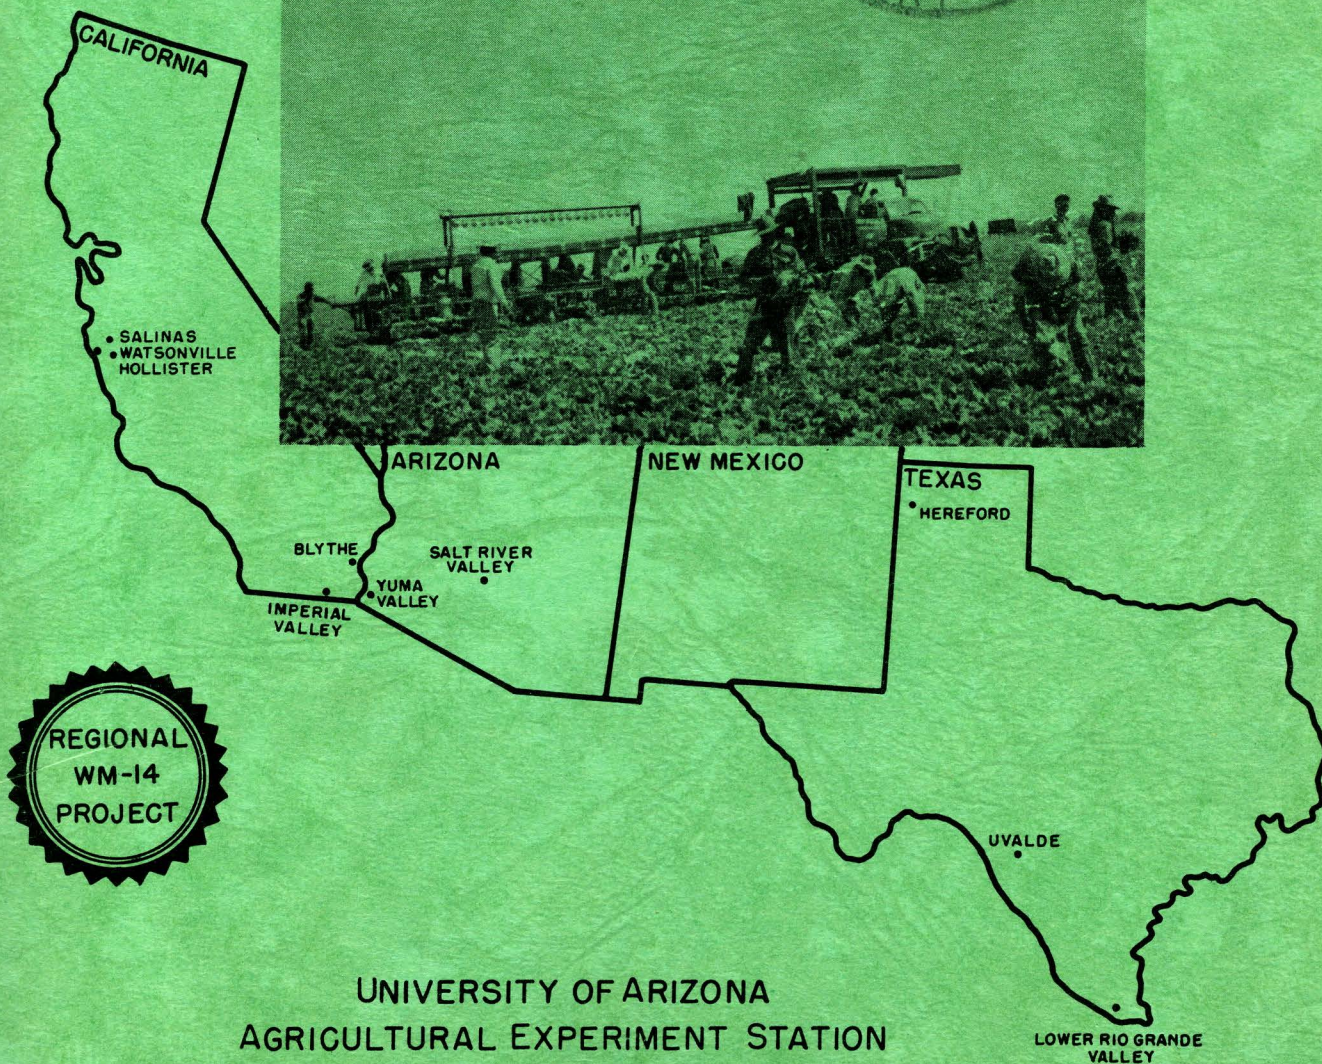 CALIFORNIA
SALINAS
WATSONVILLE
HOLLISTER
ARIZONA
NEW MEXICO
TEXAS
HEREFORD
BLYTHE
SALT RIVER
VALLEY
YUMA
VALLEY
IMPERIAL
VALLEY
REGIONAL
WM-14
PROJECT
UVALDE
UNIVERSITY OF ARIZONA
AGRICULTURAL EXPERIMENT STATION
LOWER RIO GRANDE
VALLEY